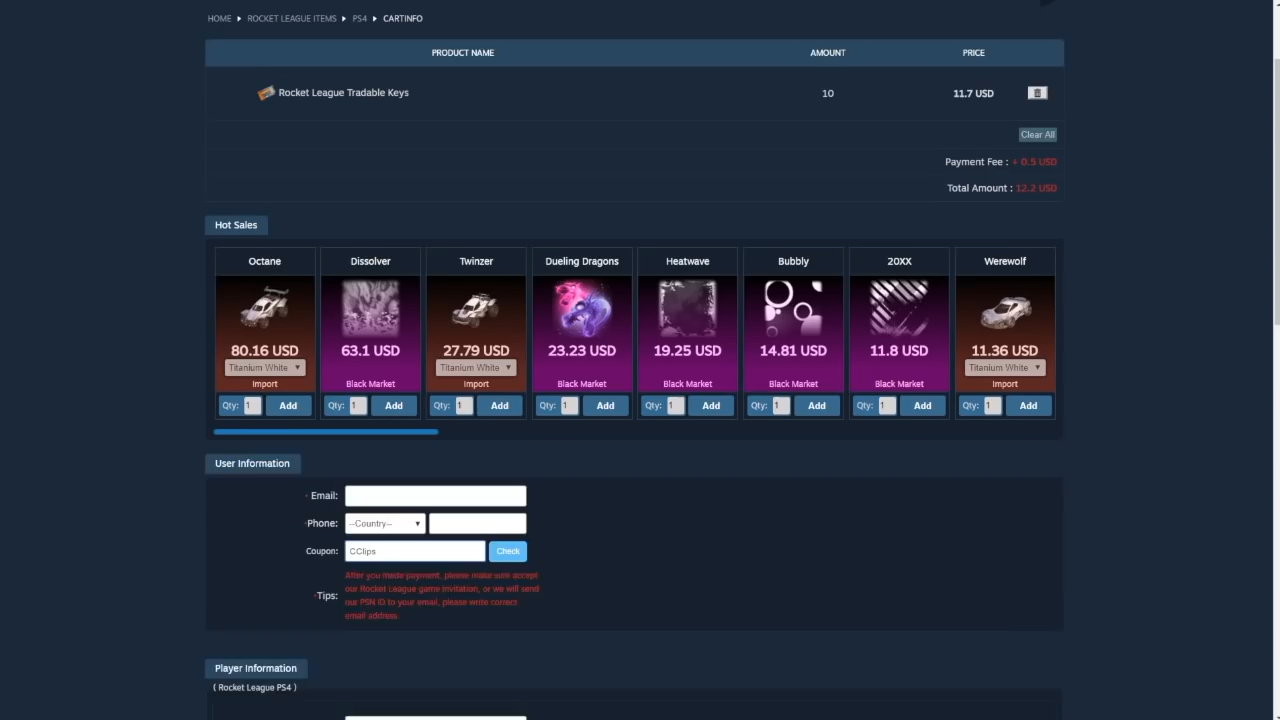 HOME ▶ ROCKET LEAGUE ITEMS ▶ PS4 ▶ CARTINFO
PRODUCT NAME AMOUNT PRICE
Rocket League Tradable Keys 10 11.7 USD
Clear All
Payment Fee : + 0.5 USD
Total Amount : 12.2 USD
Hot Sales
Octane Dissolver Twinzer Dueling Dragons Heatwave Bubbly 20XX Werewolf
80.16 USD 63.1 USD 27.79 USD 23.23 USD 19.25 USD 14.81 USD 11.8 USD 11.36 USD
Titanium White ▼ Titanium White ▼ Titanium White ▼
Import Black Market Import Black Market Black Market Black Market Black Market Import
Qty: 1 Add Qty: 1 Add Qty: 1 Add Qty: 1 Add Qty: 1 Add Qty: 1 Add Qty: 1 Add Qty: 1 Add
User Information
* Email:
*Phone: --Country-- ▼
Coupon: CClips Check
After you made payment, please make sure accept
our Rocket League game invitation, or we will send
*Tips:
our PSN ID to your email, please write correct
email address.
Player Information
( Rocket League PS4 )